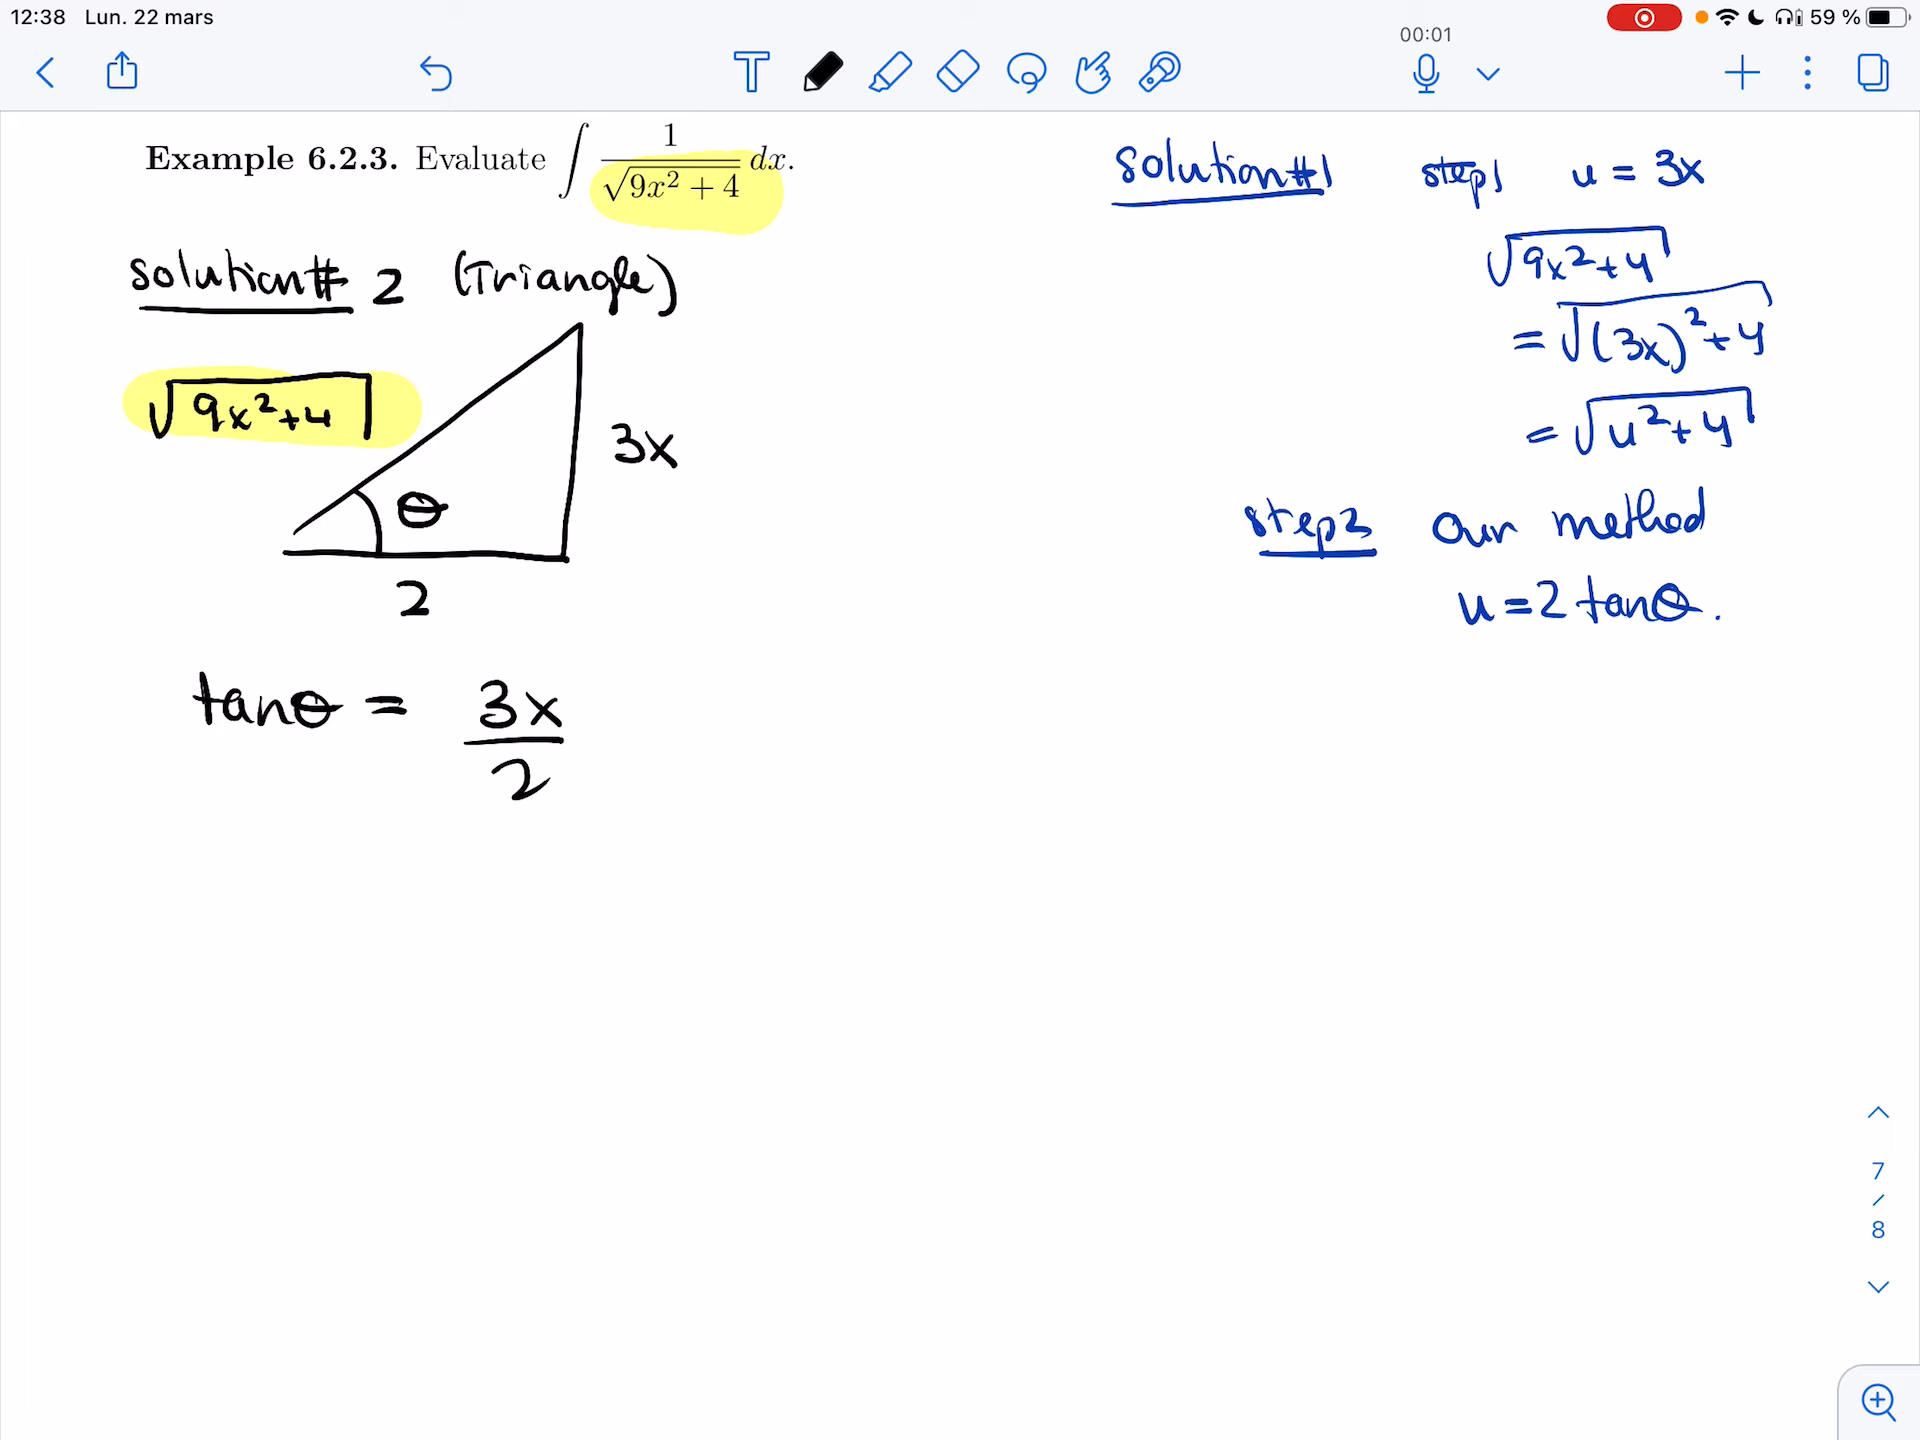 12:38 Lun. 22 mars
59 %
00:01
Example 6.2.3. Evaluate ∫ 1/√(9x² + 4) dx.
solution# 2 (Triangle)
√(9x²+4)
3x
θ
2
tanθ = 3x/2
solution#1 step1 u = 3x
√(9x²+4)
= √((3x)²+4)
= √(u²+4)
step2 our method
u = 2 tanθ.
7
/
8